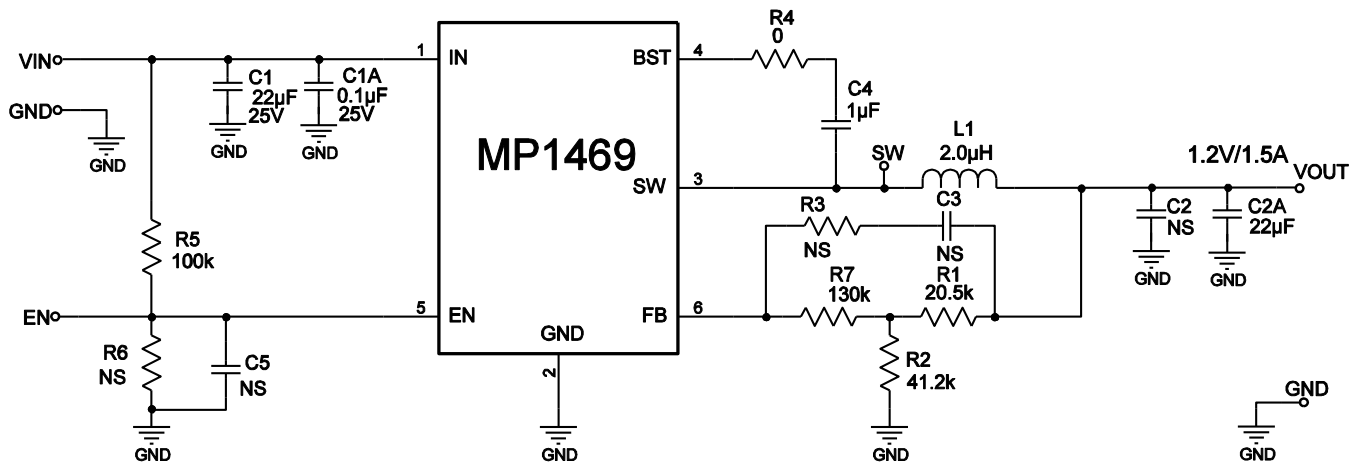 VIN
GND
GND
C1
22µF
25V
GND
C1A
0.1µF
25V
GND
1
IN
MP1469
BST
4
R4
0
C4
1µF
SW
3
SW
L1
2.0µH
1.2V/1.5A
VOUT
C2
NS
GND
C2A
22µF
GND
R3
NS
C3
NS
R5
100k
R7
130k
R1
20.5k
EN
5
EN
FB
6
GND
2
GND
R6
NS
C5
NS
GND
R2
41.2k
GND
GND
GND